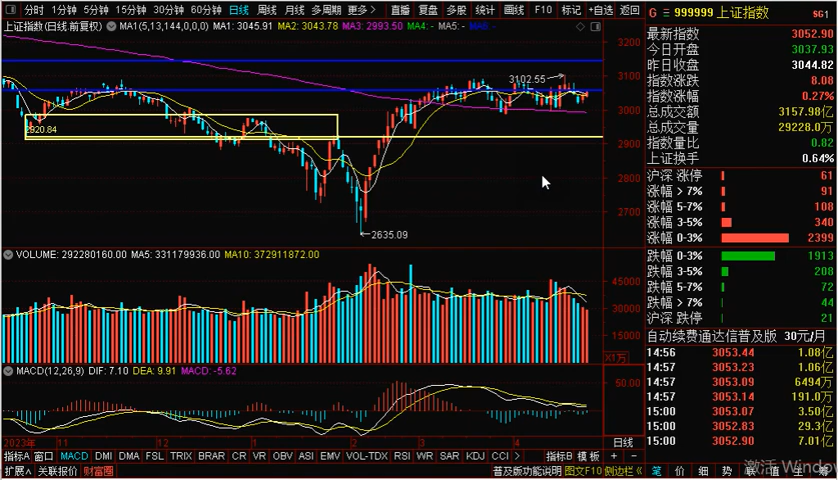 分时 1分钟 5分钟 15分钟 30分钟 60分钟 日线 周线 月线 多周期 更多> 直播 复盘 多股 统计 画线 F10 标记 +自选 返回
上证指数(日线.前复权) MA1(5,13,144,0,0,0) MA1: 3045.91 MA2: 3043.78 MA3: 2993.50 MA4: - MA5: - MA6: -
3200
3102.55
3100
3000
2920.84
2900
2800
2700
2635.09
VOLUME: 292280160.00 MA5: 331179936.00 MA10: 372911872.00
45000
30000
15000
X1万
MACD(12,26,9) DIF: 7.10 DEA: 9.91 MACD: -5.62
50.00
0.00
2023年 11 12 1 2 3 4 日线
指标A 窗口 MACD DMI DMA FSL TRIX BRAR CR VR OBV ASI EMV VOL-TDX RSI WR SAR KDJ CCI > 指标B 模板 + -
扩展∧ 关联报价 财富圈 普及版功能说明 图文F10 侧边栏《
G 999999 上证指数 SG1
最新指数 3052.90
今日开盘 3037.93
昨日收盘 3044.82
指数涨跌 8.08
指数涨幅 0.27%
总成交额 3157.98亿
总成交量 29228.0万
指数量比 0.82
上证换手 0.64%
沪深 涨停 61
涨幅 > 7% 91
涨幅 5-7% 108
涨幅 3-5% 340
涨幅 0-3% 2399
跌幅 0-3% 1913
跌幅 3-5% 208
跌幅 5-7% 72
跌幅 > 7% 44
沪深 跌停 21
自动续费通达信普及版 30元/月
14:56 3053.44 1.08亿
14:57 3053.23 1.06亿
14:57 3053.09 6494万
14:57 3053.14 191.0万
15:00 3053.07 3.50亿
15:00 3052.83 29.3亿
15:00 3052.90 7.01亿
笔 价 细 势 联 值 主 筹
激活 Window